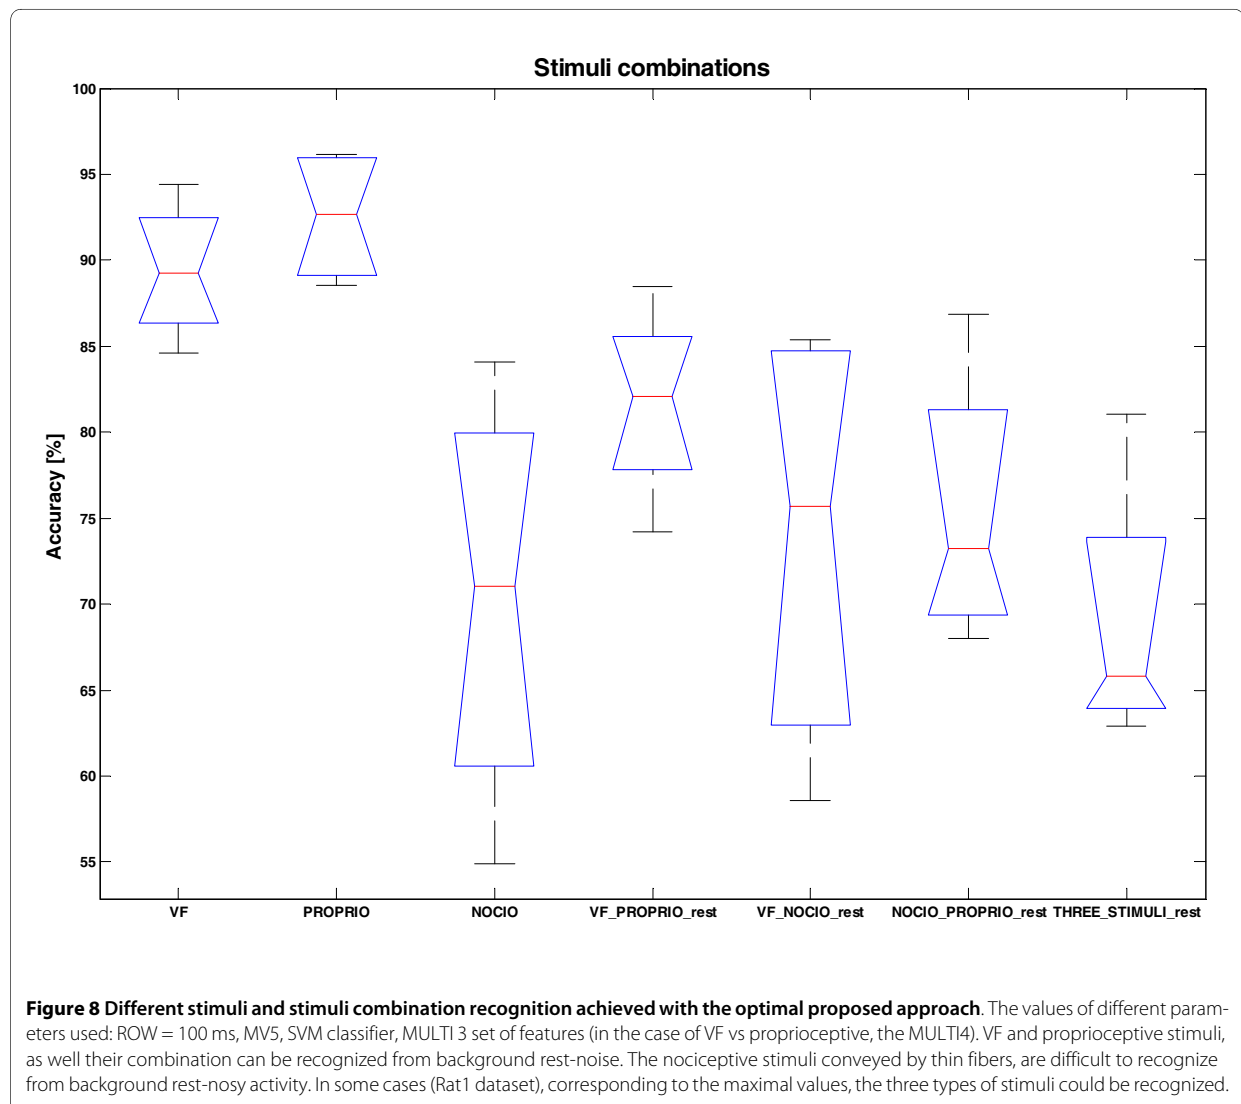 Stimuli combinations
100
95
90
85
80
75
70
65
60
55
Accuracy [%]
VF PROPRIO NOCIO VF_PROPRIO_rest VF_NOCIO_rest NOCIO_PROPRIO_rest THREE_STIMULI_rest
Figure 8 Different stimuli and stimuli combination recognition achieved with the optimal proposed approach. The values of different param-
eters used: ROW = 100 ms, MV5, SVM classifier, MULTI 3 set of features (in the case of VF vs proprioceptive, the MULTI4). VF and proprioceptive stimuli,
as well their combination can be recognized from background rest-noise. The nociceptive stimuli conveyed by thin fibers, are difficult to recognize
from background rest-nosy activity. In some cases (Rat1 dataset), corresponding to the maximal values, the three types of stimuli could be recognized.